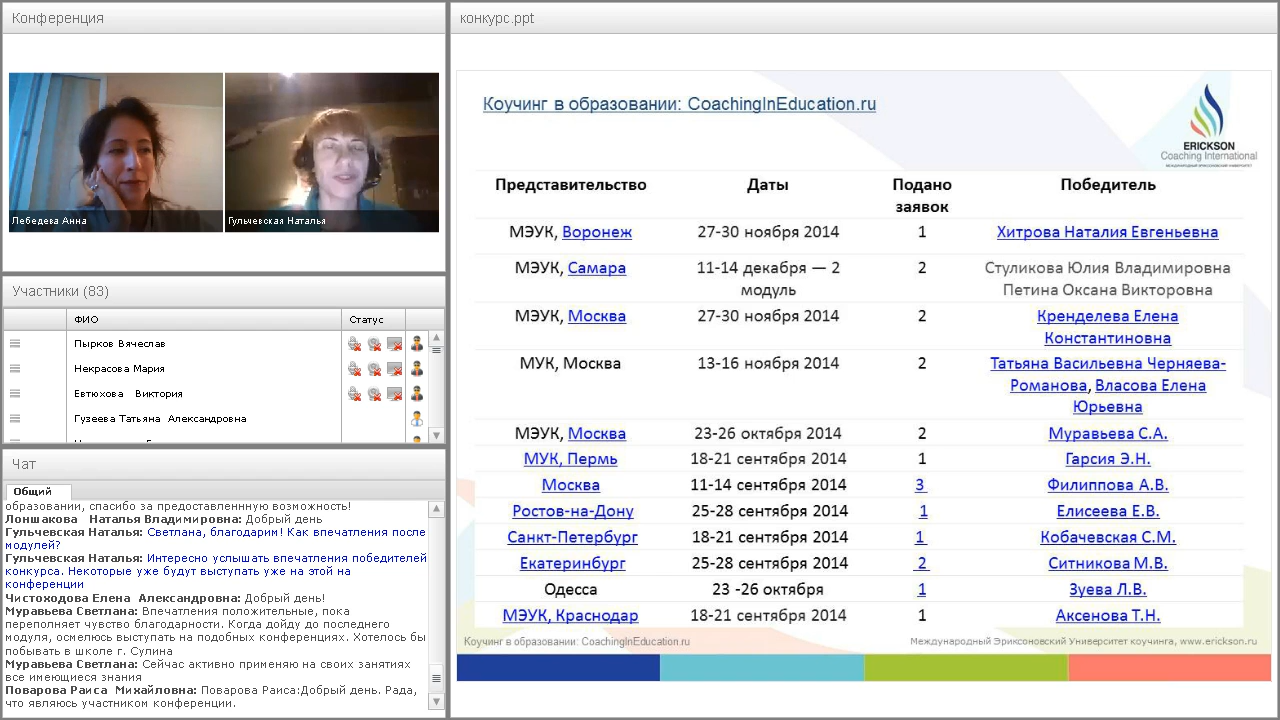 Конференция
Лебедева Анна
Гульчевская Наталья
Участники (83)
ФИО Статус
Пырков Вячеслав
Некрасова Мария
Евтюхова Виктория
Гузеева Татьяна Александровна
Чат
Общий
образовании, спасибо за предоставленную возможность!
Лоншакова Наталья Владимировна: Добрый день
Гульчевская Наталья: Светлана, благодарим! Как впечатления после
модулей?
Гульчевская Наталья: Интересно услышать впечатления победителей
конкурса. Некоторые уже будут выступать уже на этой на
конференции
Чистоходова Елена Александровна: Добрый день!
Муравьева Светлана: Впечатления положительные, пока
переполняет чувство благодарности. Когда дойду до последнего
модуля, осмелюсь выступать на подобных конференциях. Хотелось бы
побывать в школе г. Сулина
Муравьева Светлана: Сейчас активно применяю на своих занятиях
все имеющиеся знания
Поварова Раиса Михайловна: Поварова Раиса:Добрый день. Рада,
что являюсь участником конференции.
конкурс.ppt
Коучинг в образовании: CoachingInEducation.ru
ERICKSON
Coaching International
МЕЖДУНАРОДНЫЙ ЭРИКСОНОВСКИЙ УНИВЕРСИТЕТ
Представительство Даты Подано Победитель
заявок
МЭУК, Воронеж 27-30 ноября 2014 1 Хитрова Наталия Евгеньевна
МЭУК, Самара 11-14 декабря — 2 2 Стуликова Юлия Владимировна
модуль Петина Оксана Викторовна
МЭУК, Москва 27-30 ноября 2014 2 Кренделева Елена
Константиновна
МУК, Москва 13-16 ноября 2014 2 Татьяна Васильевна Черняева-
Романова, Власова Елена
Юрьевна
МЭУК, Москва 23-26 октября 2014 2 Муравьева С.А.
МУК, Пермь 18-21 сентября 2014 1 Гарсия Э.Н.
Москва 11-14 сентября 2014 3 Филиппова А.В.
Ростов-на-Дону 25-28 сентября 2014 1 Елисеева Е.В.
Санкт-Петербург 18-21 сентября 2014 1 Кобачевская С.М.
Екатеринбург 25-28 сентября 2014 2 Ситникова М.В.
Одесса 23 -26 октября 1 Зуева Л.В.
МЭУК, Краснодар 18-21 сентября 2014 1 Аксенова Т.Н.
Коучинг в образовании: CoachingInEducation.ru Международный Эриксоновский Университет коучинга, www.erickson.ru